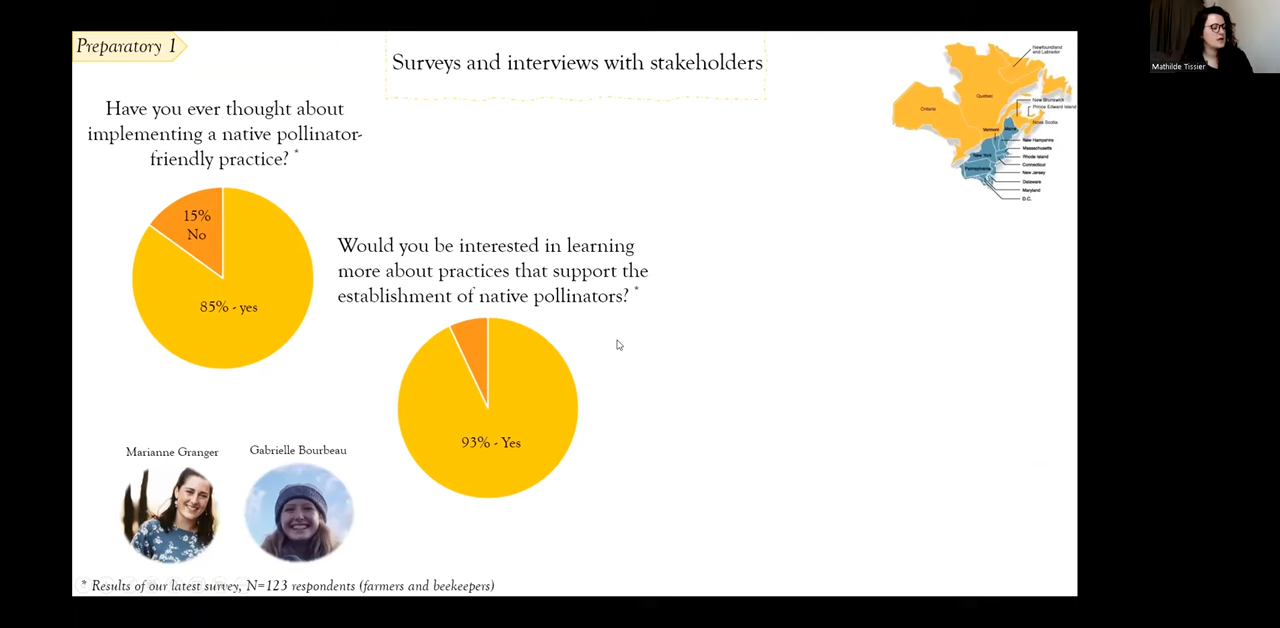 Preparatory 1
Surveys and interviews with stakeholders
Have you ever thought about
implementing a native pollinator-
friendly practice? *
15%
No
85% - yes
Would you be interested in learning
more about practices that support the
establishment of native pollinators? *
93% - Yes
Marianne Granger
Gabrielle Bourbeau
* Results of our latest survey, N=123 respondents (farmers and beekeepers)
Newfoundland
and Labrador
Quebec
Ontario
New Brunswick
Prince Edward Island
Nova Scotia
Vermont
Maine
New Hampshire
Massachusetts
New York
Rhode Island
Connecticut
Pennsylvania
New Jersey
Delaware
Maryland
D.C.
Mathilde Tissier